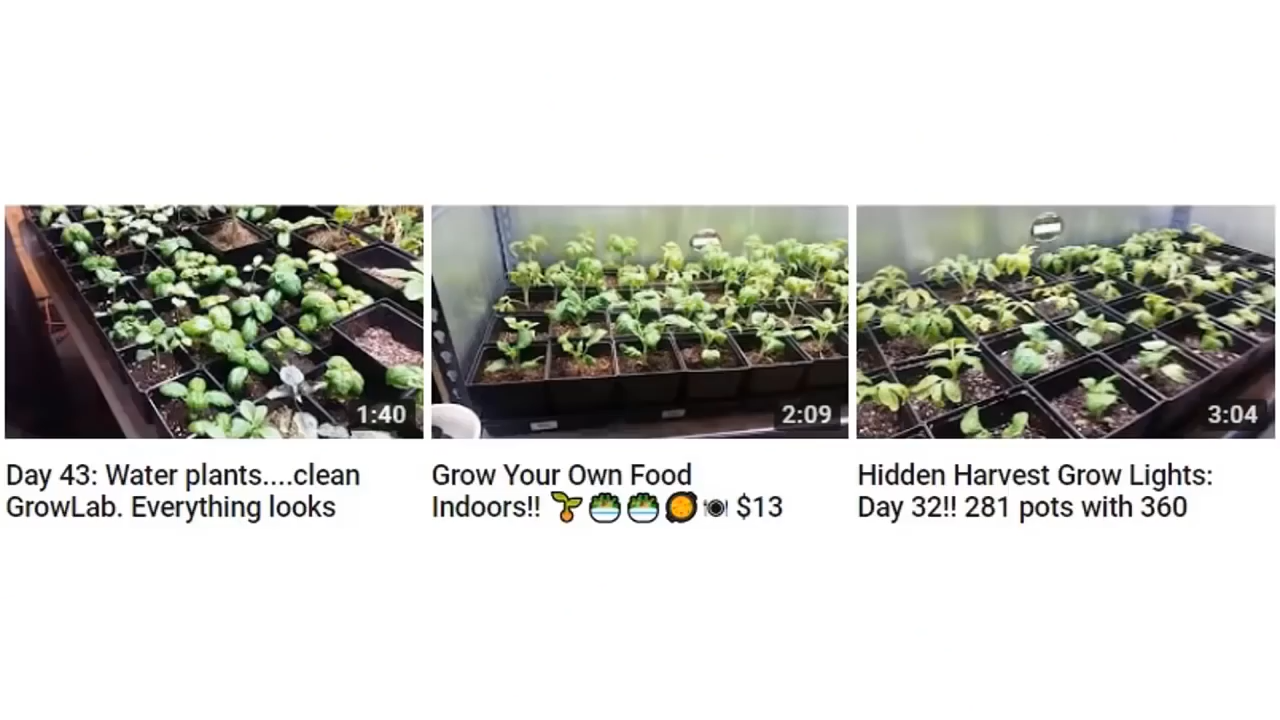 1:40
2:09
3:04
Day 43: Water plants....clean
GrowLab. Everything looks
Grow Your Own Food
Indoors!! 🌱🥗🥗🥘🍽 $13
Hidden Harvest Grow Lights:
Day 32!! 281 pots with 360